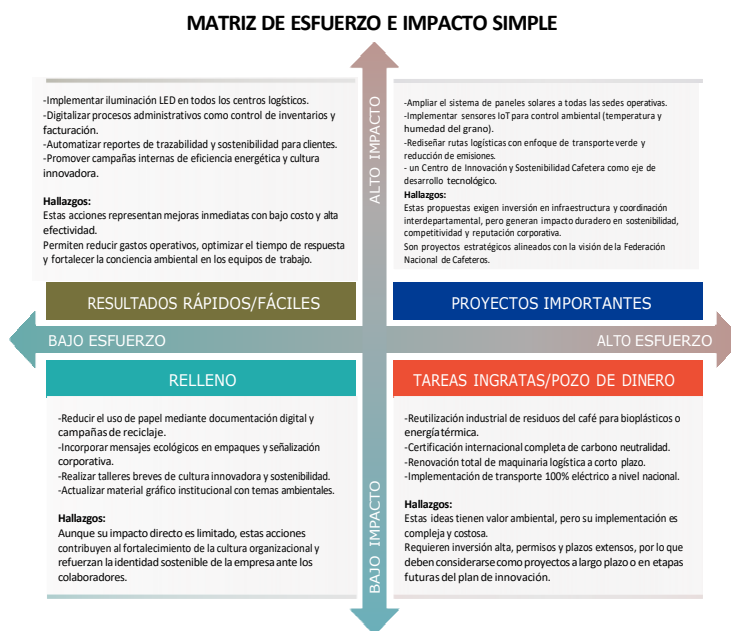 MATRIZ DE ESFUERZO E IMPACTO SIMPLE
-Implementar iluminación LED en todos los centros logísticos.
-Digitalizar procesos administrativos como control de inventarios y
facturación.
-Automatizar reportes de trazabilidad y sostenibilidad para clientes.
-Promover campañas internas de eficiencia energética y cultura
innovadora.
Hallazgos:
Estas acciones representan mejoras inmediatas con bajo costo y alta
efectividad.
Permiten reducir gastos operativos, optimizar el tiempo de respuesta
y fortalecer la conciencia ambiental en los equipos de trabajo.
RESULTADOS RÁPIDOS/FÁCILES
ALTO IMPACTO
-Ampliar el sistema de paneles solares a todas las sedes operativas.
-Implementar sensores IoT para control ambiental (temperatura y
humedad del grano).
-Rediseñar rutas logísticas con enfoque de transporte verde y
reducción de emisiones.
- un Centro de Innovación y Sostenibilidad Cafetera como eje de
desarrollo tecnológico.
Hallazgos:
Estas propuestas exigen inversión en infraestructura y coordinación
interdepartamental, pero generan impacto duradero en sostenibilidad,
competitividad y reputación corporativa.
Son proyectos estratégicos alineados con la visión de la Federación
Nacional de Cafeteros.
PROYECTOS IMPORTANTES
BAJO ESFUERZO
ALTO ESFUERZO
RELLENO
-Reducir el uso de papel mediante documentación digital y
campañas de reciclaje.
-Incorporar mensajes ecológicos en empaques y señalización
corporativa.
-Realizar talleres breves de cultura innovadora y sostenibilidad.
-Actualizar material gráfico institucional con temas ambientales.
Hallazgos:
Aunque su impacto directo es limitado, estas acciones
contribuyen al fortalecimiento de la cultura organizacional y
refuerzan la identidad sostenible de la empresa ante los
colaboradores.
BAJO IMPACTO
TAREAS INGRATAS/POZO DE DINERO
-Reutilización industrial de residuos del café para bioplásticos o
energía térmica.
-Certificación internacional completa de carbono neutralidad.
-Renovación total de maquinaria logística a corto plazo.
-Implementación de transporte 100% eléctrico a nivel nacional.
Hallazgos:
Estas ideas tienen valor ambiental, pero su implementación es
compleja y costosa.
Requieren inversión alta, permisos y plazos extensos, por lo que
deben considerarse como proyectos a largo plazo o en etapas
futuras del plan de innovación.